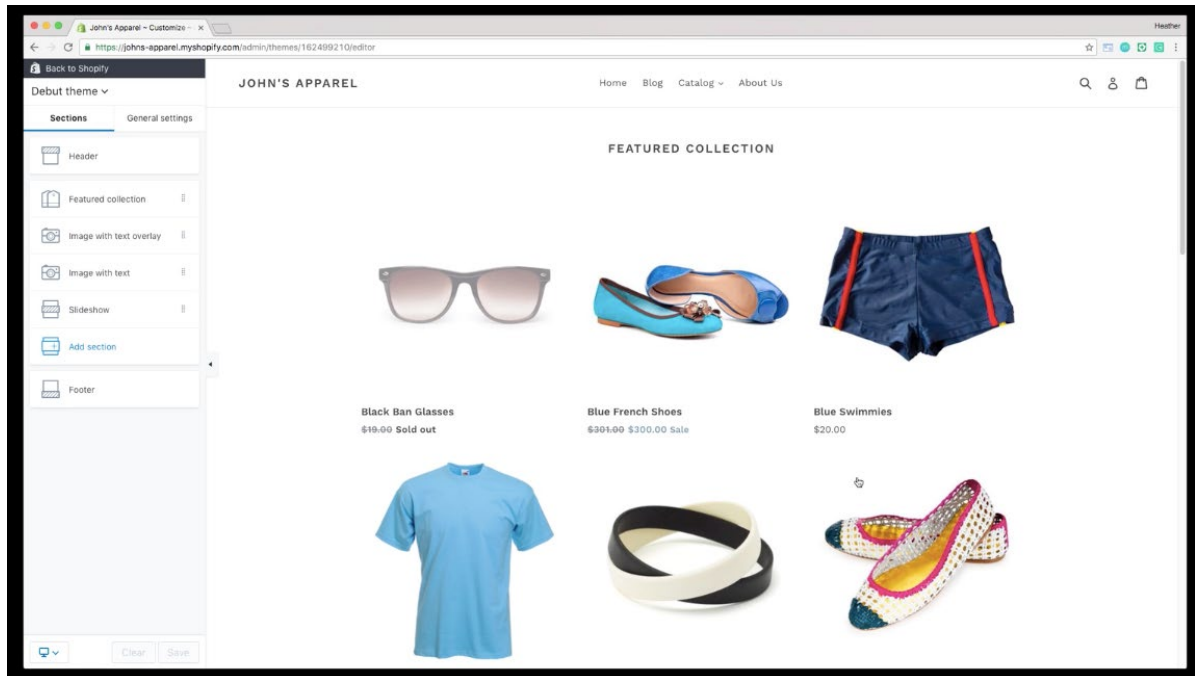 John's Apparel ~ Customize ~
Heather
https://johns-apparel.myshopify.com/admin/themes/162499210/editor
Back to Shopify
Debut theme
Sections General settings
Header
Featured collection
Image with text overlay
Image with text
Slideshow
Add section
Footer
Clear Save
JOHN'S APPAREL
Home Blog Catalog About Us
FEATURED COLLECTION
Black Ban Glasses
$19.00 Sold out
Blue French Shoes
$301.00 $300.00 Sale
Blue Swimmies
$20.00